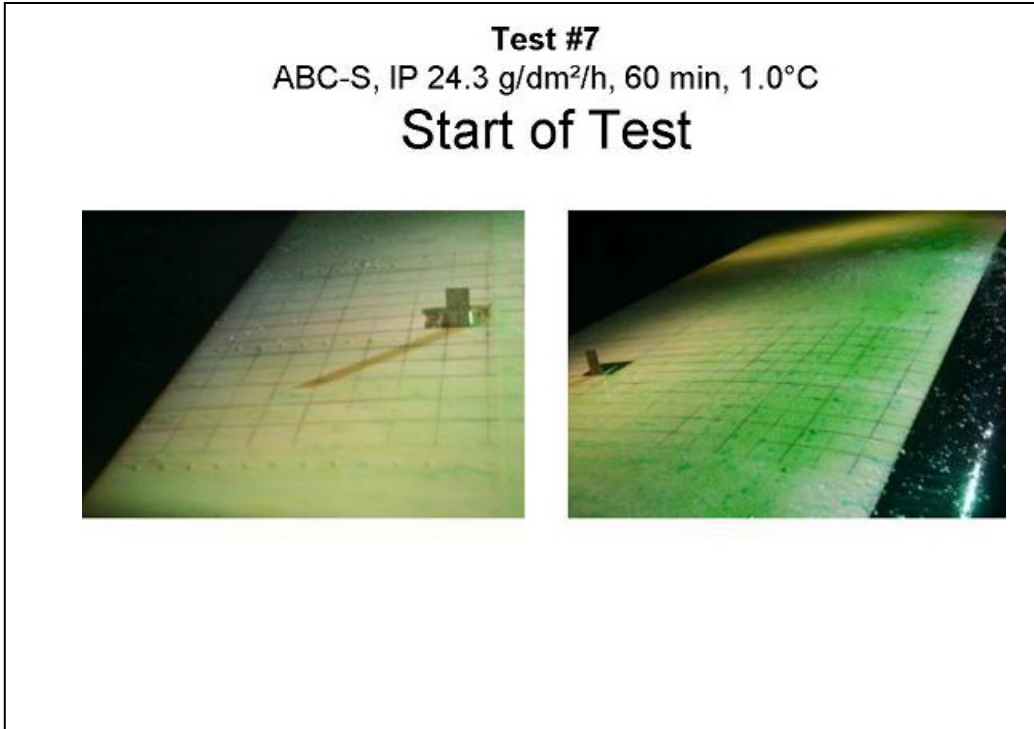 Test #7
ABC-S, IP 24.3 g/dm²/h, 60 min, 1.0°C
Start of Test